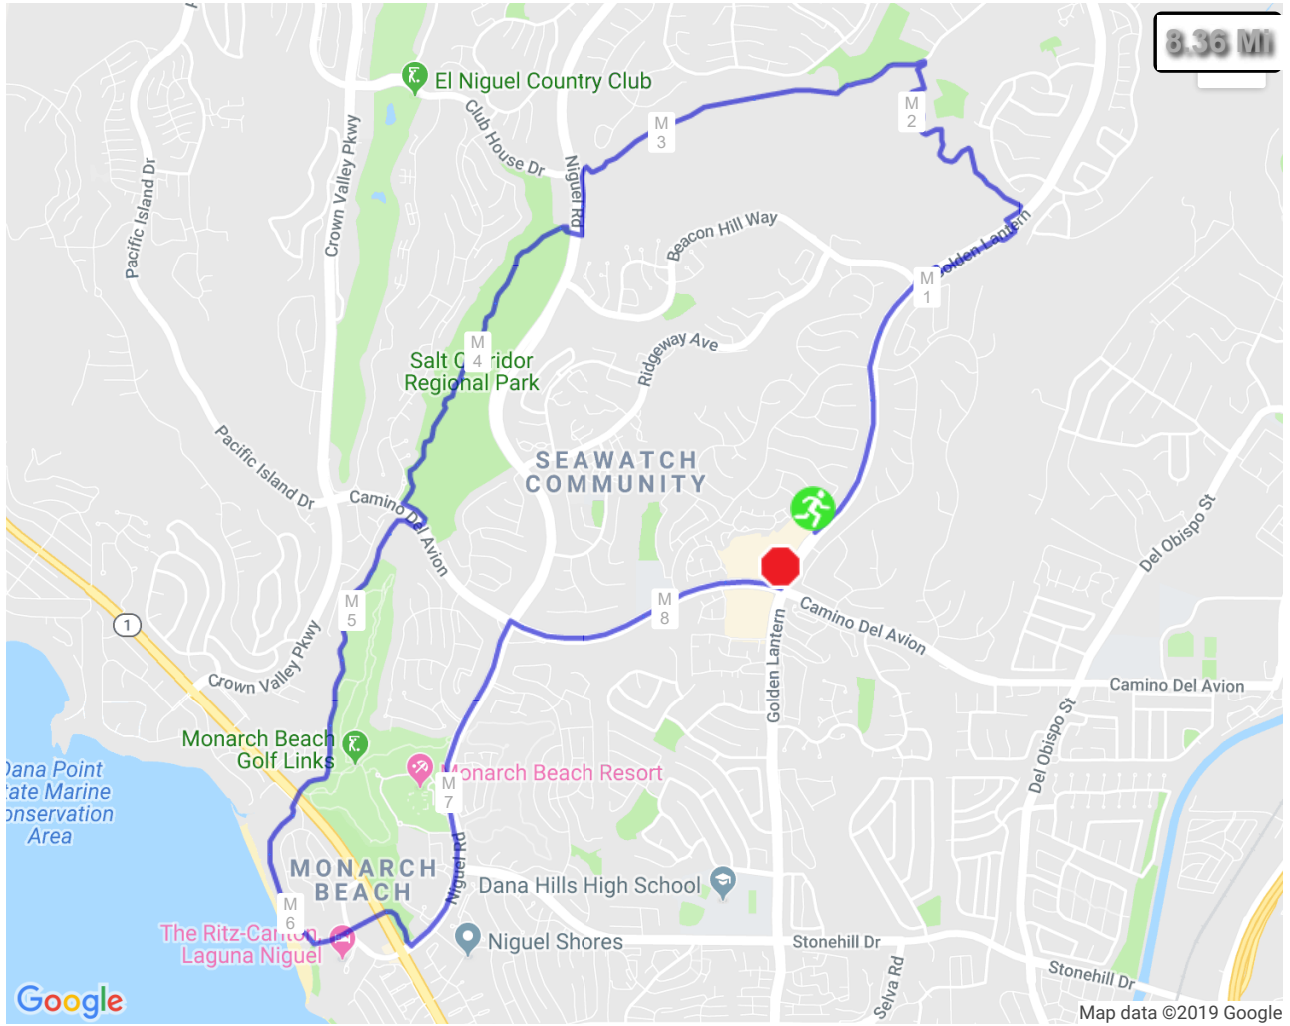 8.36 Mi
El Niguel Country Club
Club House Dr
Crown Valley Pkwy
Niguel Rd
Pacific Island Dr
M
2
M
3
Beacon Hill Way
Golden Lantern
M
1
Ridgeway Ave
M
4
Salt C rridor
Regional Park
Pacific Island Dr
Camino Del Avion
SEAWATCH
COMMUNITY
Del Obispo St
M
5
M
8
1
Camino Del Avion
Golden Lantern
Crown Valley Pkwy
Camino Del Avion
Del Obispo St
Monarch Beach
Golf Links
Monarch Beach Resort
M
7
Dana Point
tate Marine
onservation
Area
Niguel Rd
MONARCH
BEACH
Dana Hills High School
M
6
The Ritz-Carlton,
Laguna Niguel
Niguel Shores
Stonehill Dr
Selva Rd
Stonehill Dr
Google
Map data ©2019 Google